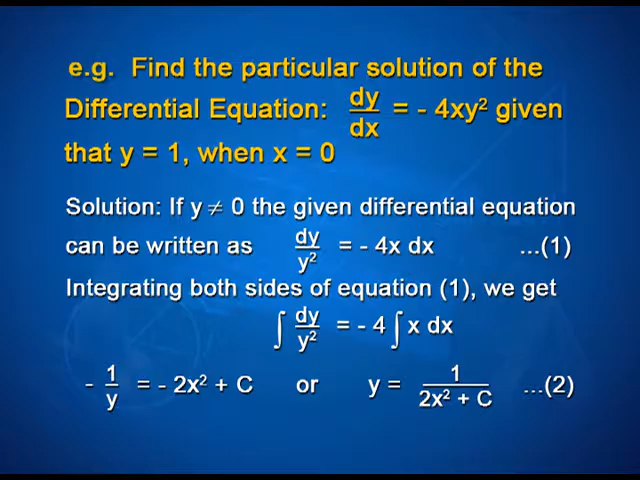 e.g. Find the particular solution of the
Differential Equation: dy/dx = - 4xy² given
that y = 1, when x = 0
Solution: If y ≠ 0 the given differential equation
can be written as dy/y² = - 4x dx ...(1)
Integrating both sides of equation (1), we get
∫ dy/y² = - 4 ∫ x dx
- 1/y = - 2x² + C or y = 1/(2x² + C) ...(2)